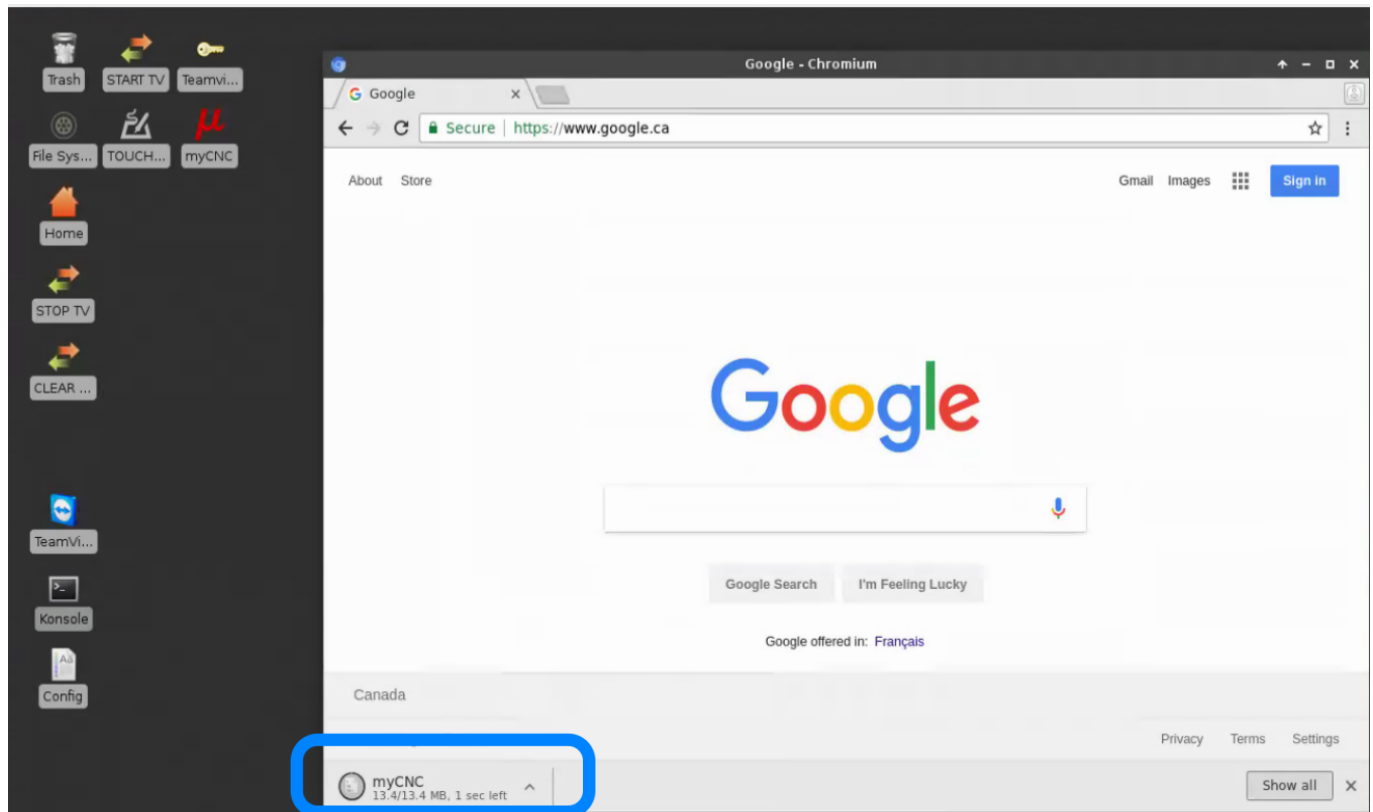 Trash
START TV
Teamvi...
File Sys...
TOUCH...
μ
myCNC
Home
STOP TV
CLEAR ...
TeamVi...
Konsole
Config
Google - Chromium
Google
Secure | https://www.google.ca
About Store
Gmail Images Sign in
Google
Google Search I'm Feeling Lucky
Google offered in: Français
Canada
Privacy Terms Settings
myCNC
13.4/13.4 MB, 1 sec left
Show all